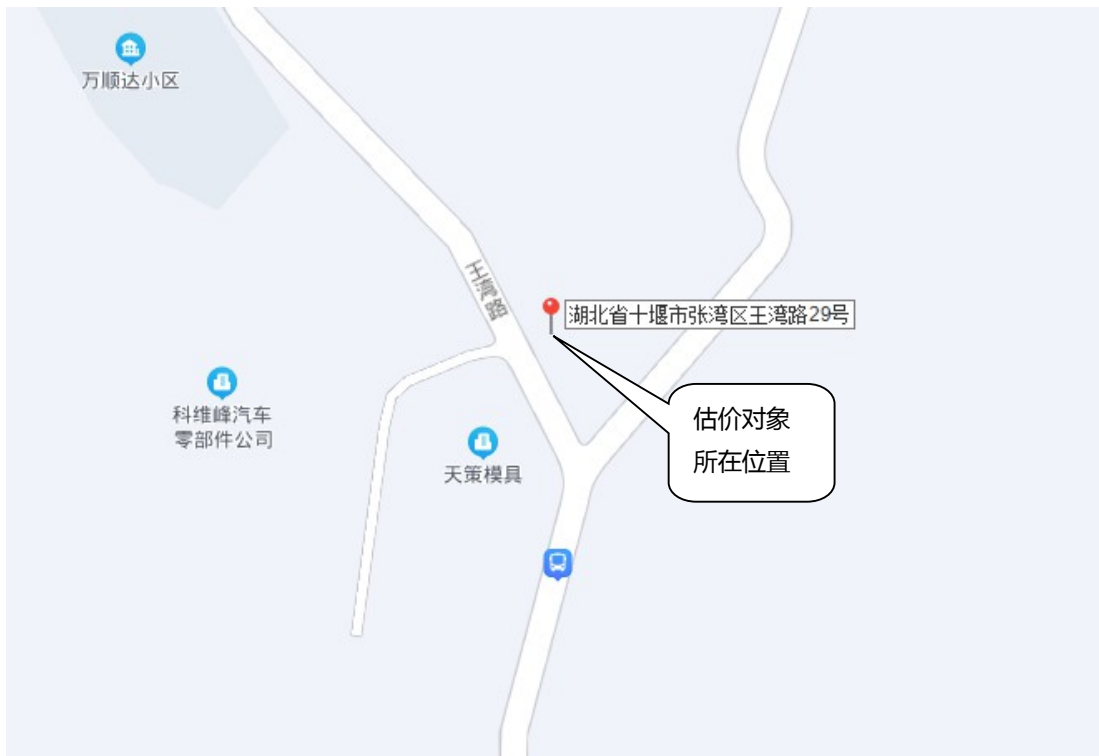 万顺达小区
王湾路
湖北省十堰市张湾区王湾路29号
科维峰汽车
零部件公司
天策模具
估价对象
所在位置